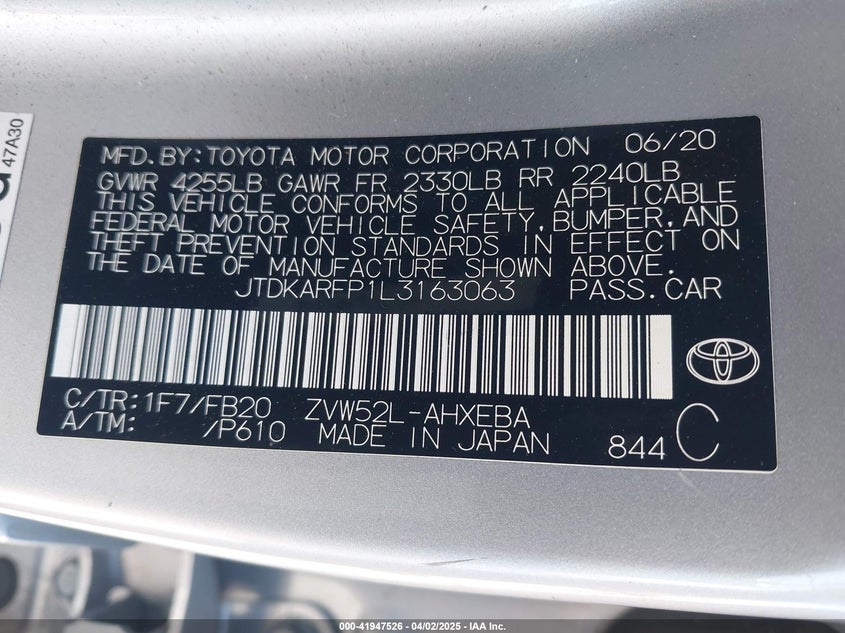 47A30
MFD.BY:TOYOTA MOTOR CORPORATION 06/20
GVWR 4255LB GAWR FR 2330LB RR 2240LB
THIS VEHICLE CONFORMS TO ALL APPLICABLE
FEDERAL MOTOR VEHICLE SAFETY,BUMPER,AND
THEFT PREVENTION STANDARDS IN EFFECT ON
THE DATE OF MANUFACTURE SHOWN ABOVE.
JTDKARFP1L3163063 PASS.CAR
C/TR:1F7/FB20 ZVW52L-AHXEBA
A/TM: /P610 MADE IN JAPAN 844 C
000-41947526 - 04/02/2025 - IAA Inc.